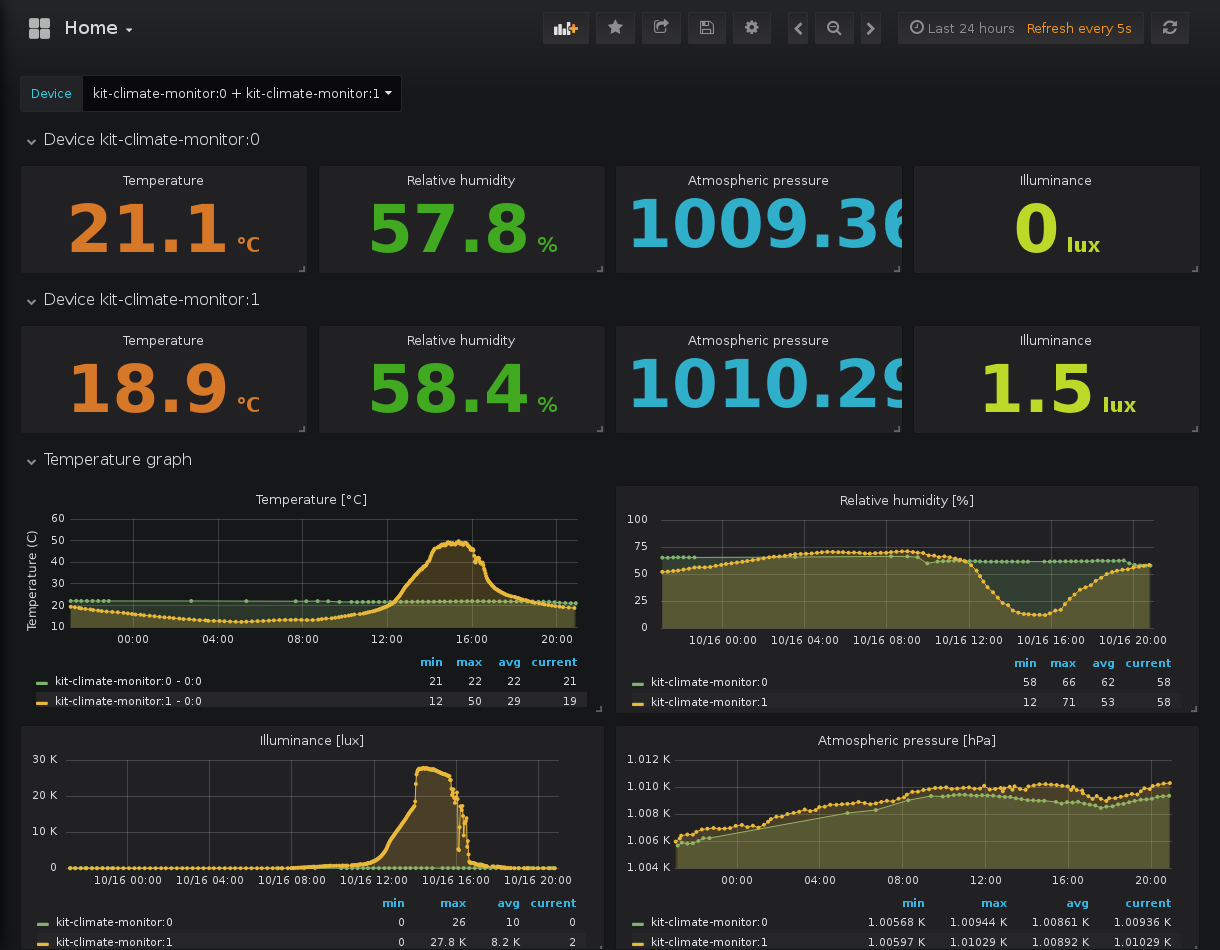 Home
Last 24 hours Refresh every 5s
Device kit-climate-monitor:0 + kit-climate-monitor:1
Device kit-climate-monitor:0
Temperature Relative humidity Atmospheric pressure Illuminance
21.1 °C 57.8 % 1009.36 0 lux
Device kit-climate-monitor:1
Temperature Relative humidity Atmospheric pressure Illuminance
18.9 °C 58.4 % 1010.29 1.5 lux
Temperature graph
Temperature [°C]
Temperature (C)
60
50
40
30
20
10
00:00 04:00 08:00 12:00 16:00 20:00
min max avg current
kit-climate-monitor:0 - 0:0 21 22 22 21
kit-climate-monitor:1 - 0:0 12 50 29 19
Relative humidity [%]
100
75
50
25
0
10/16 00:00 10/16 04:00 10/16 08:00 10/16 12:00 10/16 16:00 10/16 20:00
min max avg current
kit-climate-monitor:0 58 66 62 58
kit-climate-monitor:1 12 71 53 58
Illuminance [lux]
30 K
20 K
10 K
0
10/16 00:00 10/16 04:00 10/16 08:00 10/16 12:00 10/16 16:00 10/16 20:00
min max avg current
kit-climate-monitor:0 0 26 10 0
kit-climate-monitor:1 0 27.8 K 8.2 K 2
Atmospheric pressure [hPa]
1.012 K
1.010 K
1.008 K
1.006 K
1.004 K
00:00 04:00 08:00 12:00 16:00 20:00
min max avg current
kit-climate-monitor:0 1.00568 K 1.00944 K 1.00861 K 1.00936 K
kit-climate-monitor:1 1.00597 K 1.01029 K 1.00892 K 1.01029 K